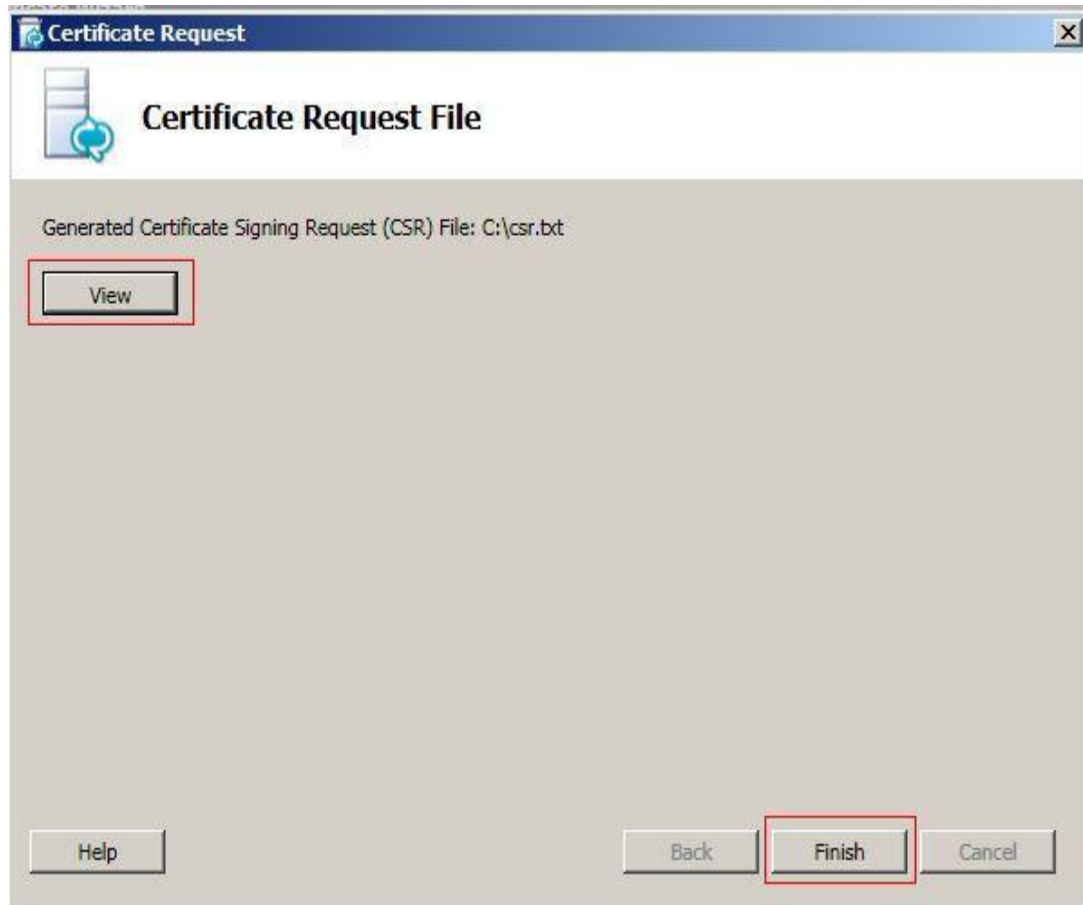 Certificate Request
Certificate Request File
Generated Certificate Signing Request (CSR) File: C:\csr.txt
View
Help Back Finish Cancel